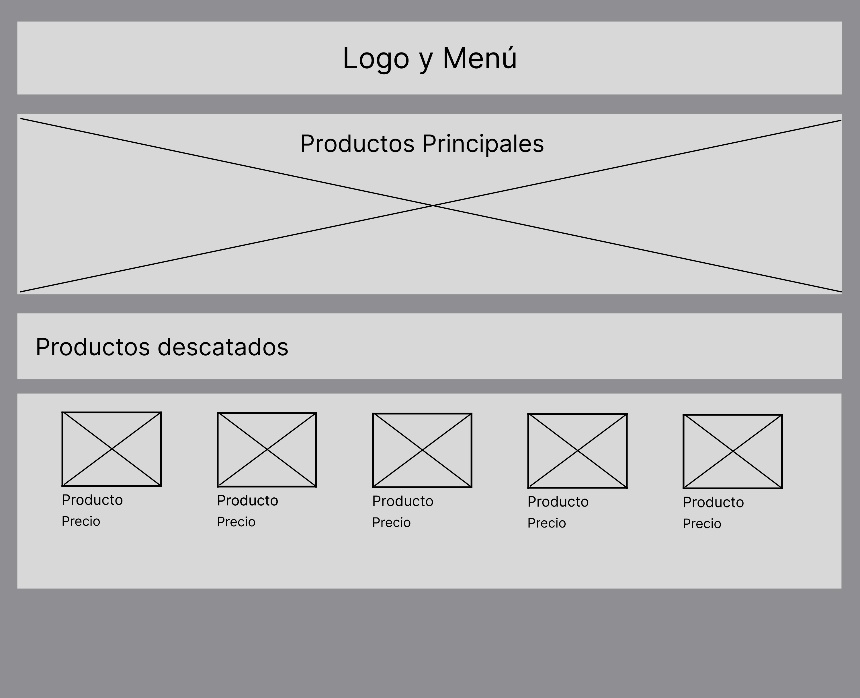 Logo y Menú
Productos Principales
Productos descatados
Producto
Precio
Producto
Precio
Producto
Precio
Producto
Precio
Producto
Precio